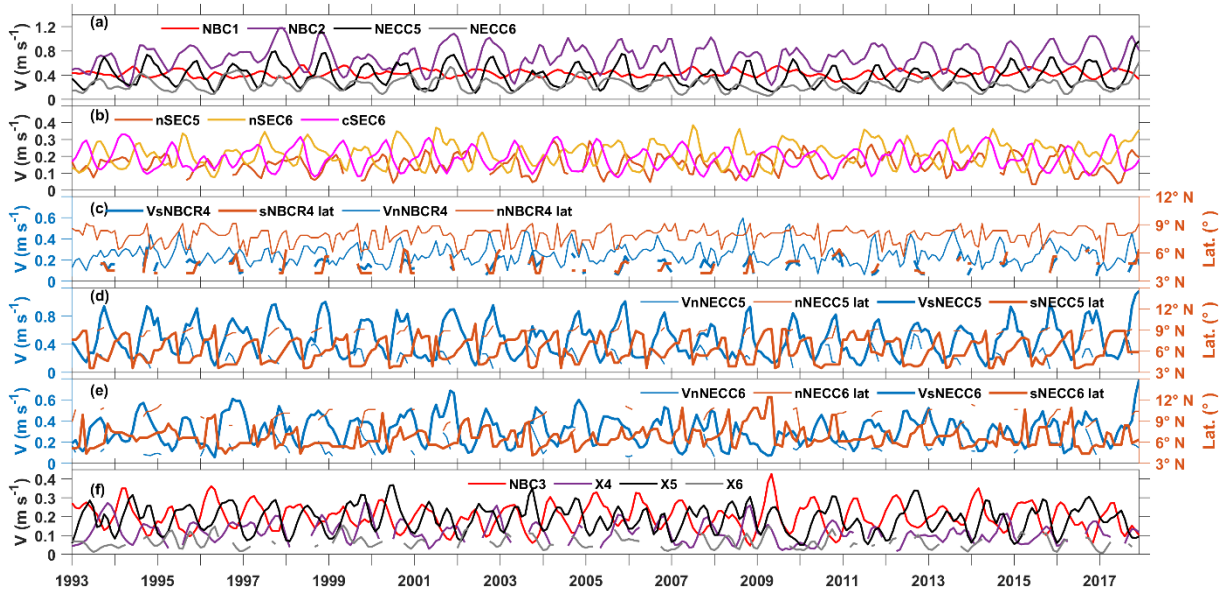 (a) NBC1 NBC2 NECC5 NECC6
V (m s⁻¹)
1.2
0.8
0.4
0
(b) nSEC5 nSEC6 cSEC6
V (m s⁻¹)
0.4
0.3
0.2
0.1
0
(c) VsNBCR4 sNBCR4 lat VnNBCR4 nNBCR4 lat
V (m s⁻¹)
0.6
0.4
0.2
0
12° N
9° N
6° N
3° N
Lat. (°)
(d) VnNECC5 nNECC5 lat VsNECC5 sNECC5 lat
V (m s⁻¹)
0.8
0.4
0
12° N
9° N
6° N
3° N
Lat. (°)
(e) VnNECC6 nNECC6 lat VsNECC6 sNECC6 lat
V (m s⁻¹)
0.6
0.4
0.2
0
12° N
9° N
6° N
3° N
Lat. (°)
(f) NBC3 X4 X5 X6
V (m s⁻¹)
0.4
0.3
0.2
0.1
0
1993 1995 1997 1999 2001 2003 2005 2007 2009 2011 2013 2015 2017